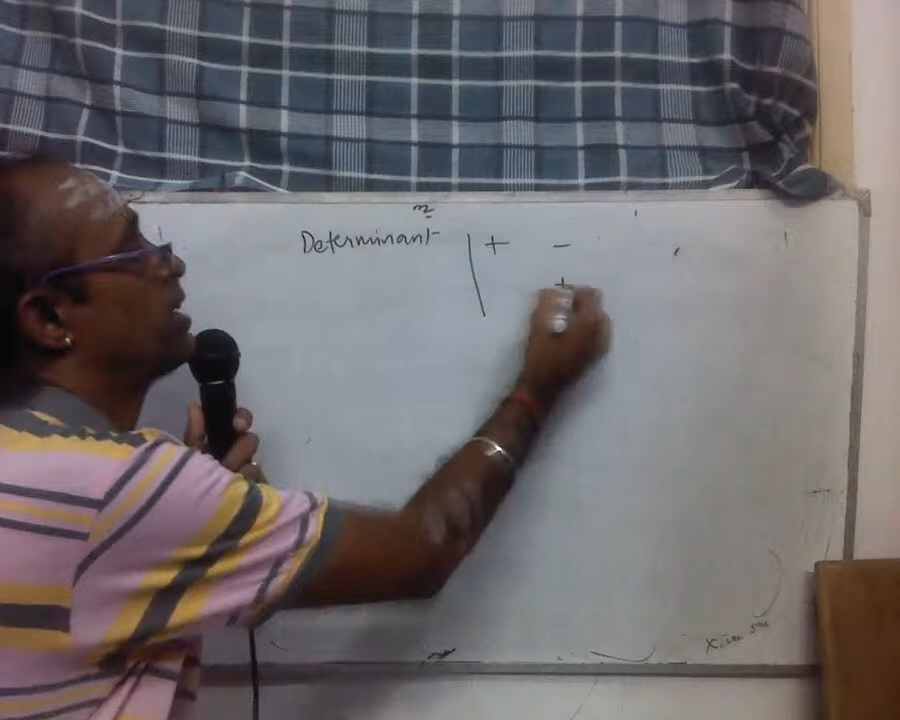 Determinant | + -
+